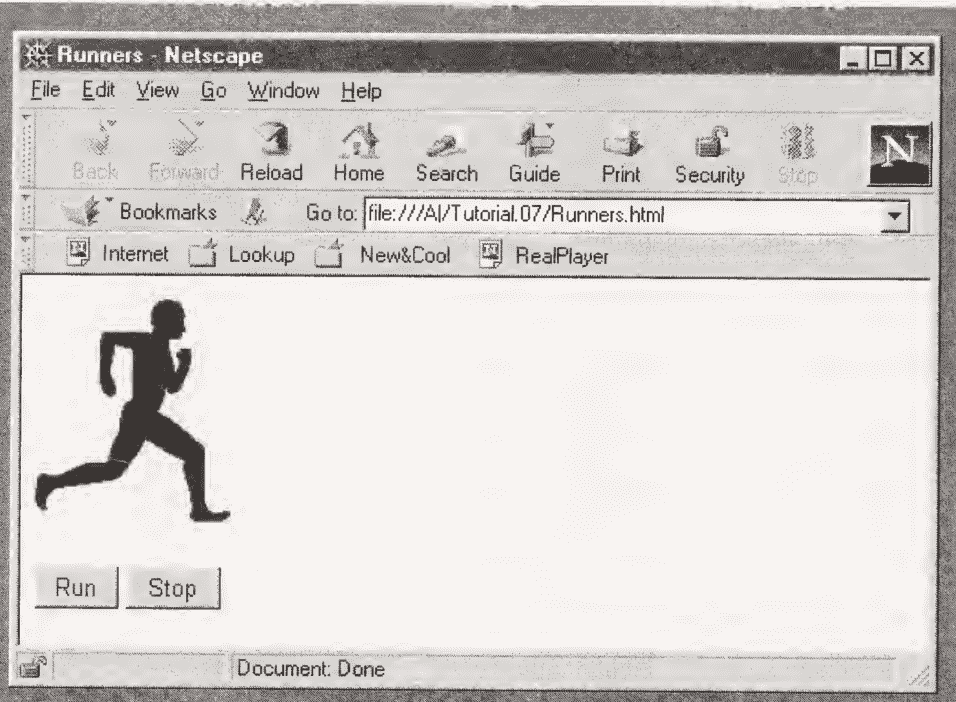 Runners - Netscape
File Edit View Go Window Help
Back Forward Reload Home Search Guide Print Security Stop
N
Bookmarks Go to: file:///A|/Tutorial.07/Runners.html
Internet Lookup New&Cool RealPlayer
Run Stop
Document: Done